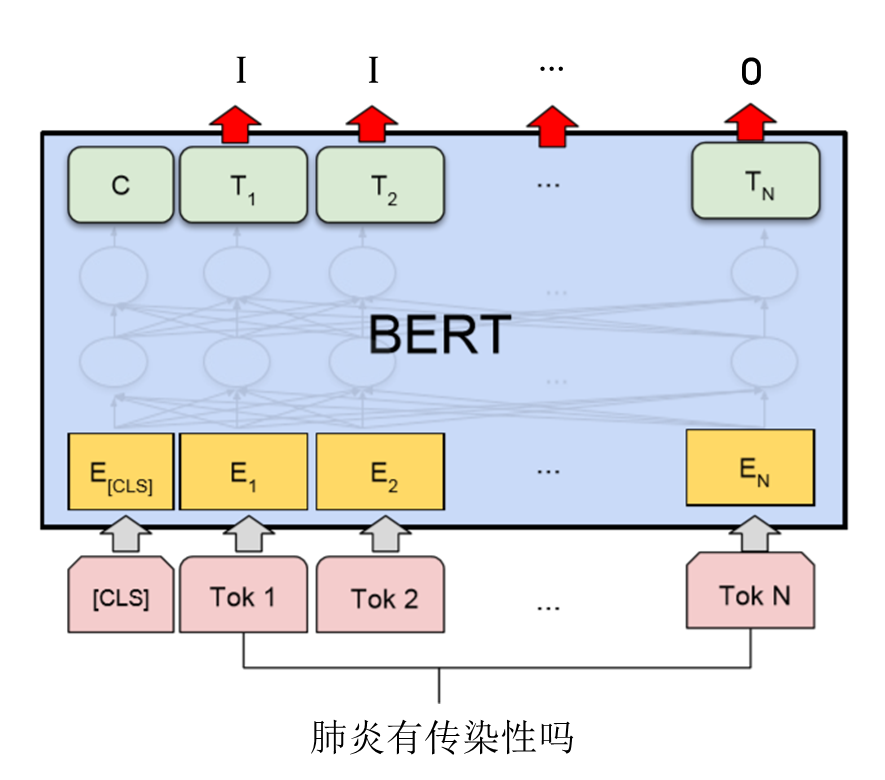 I I ... O
C T1 T2 ... TN
...
BERT
...
E[CLS] E1 E2 ... EN
[CLS] Tok 1 Tok 2 ... Tok N
肺炎有传染性吗